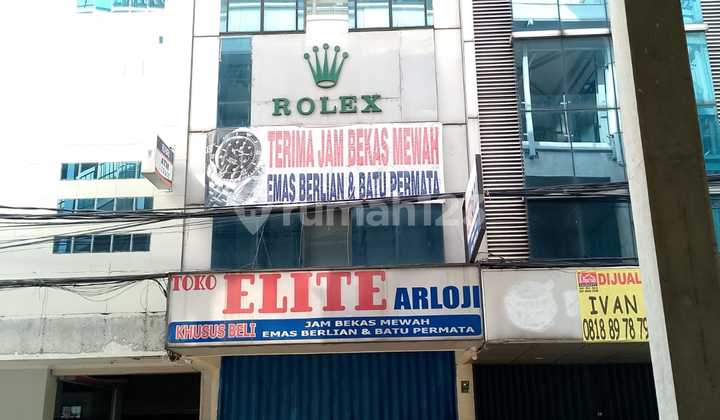 ROLEX
TERIMA JAM BEKAS MEWAH
EMAS BERLIAN & BATU PERMATA
rumah123
TOKO ELITE ARLOJI
KHUSUS BELI
JAM BEKAS MEWAH
EMAS BERLIAN & BATU PERMATA
DIJUAL
IVAN
0818 89 78 79